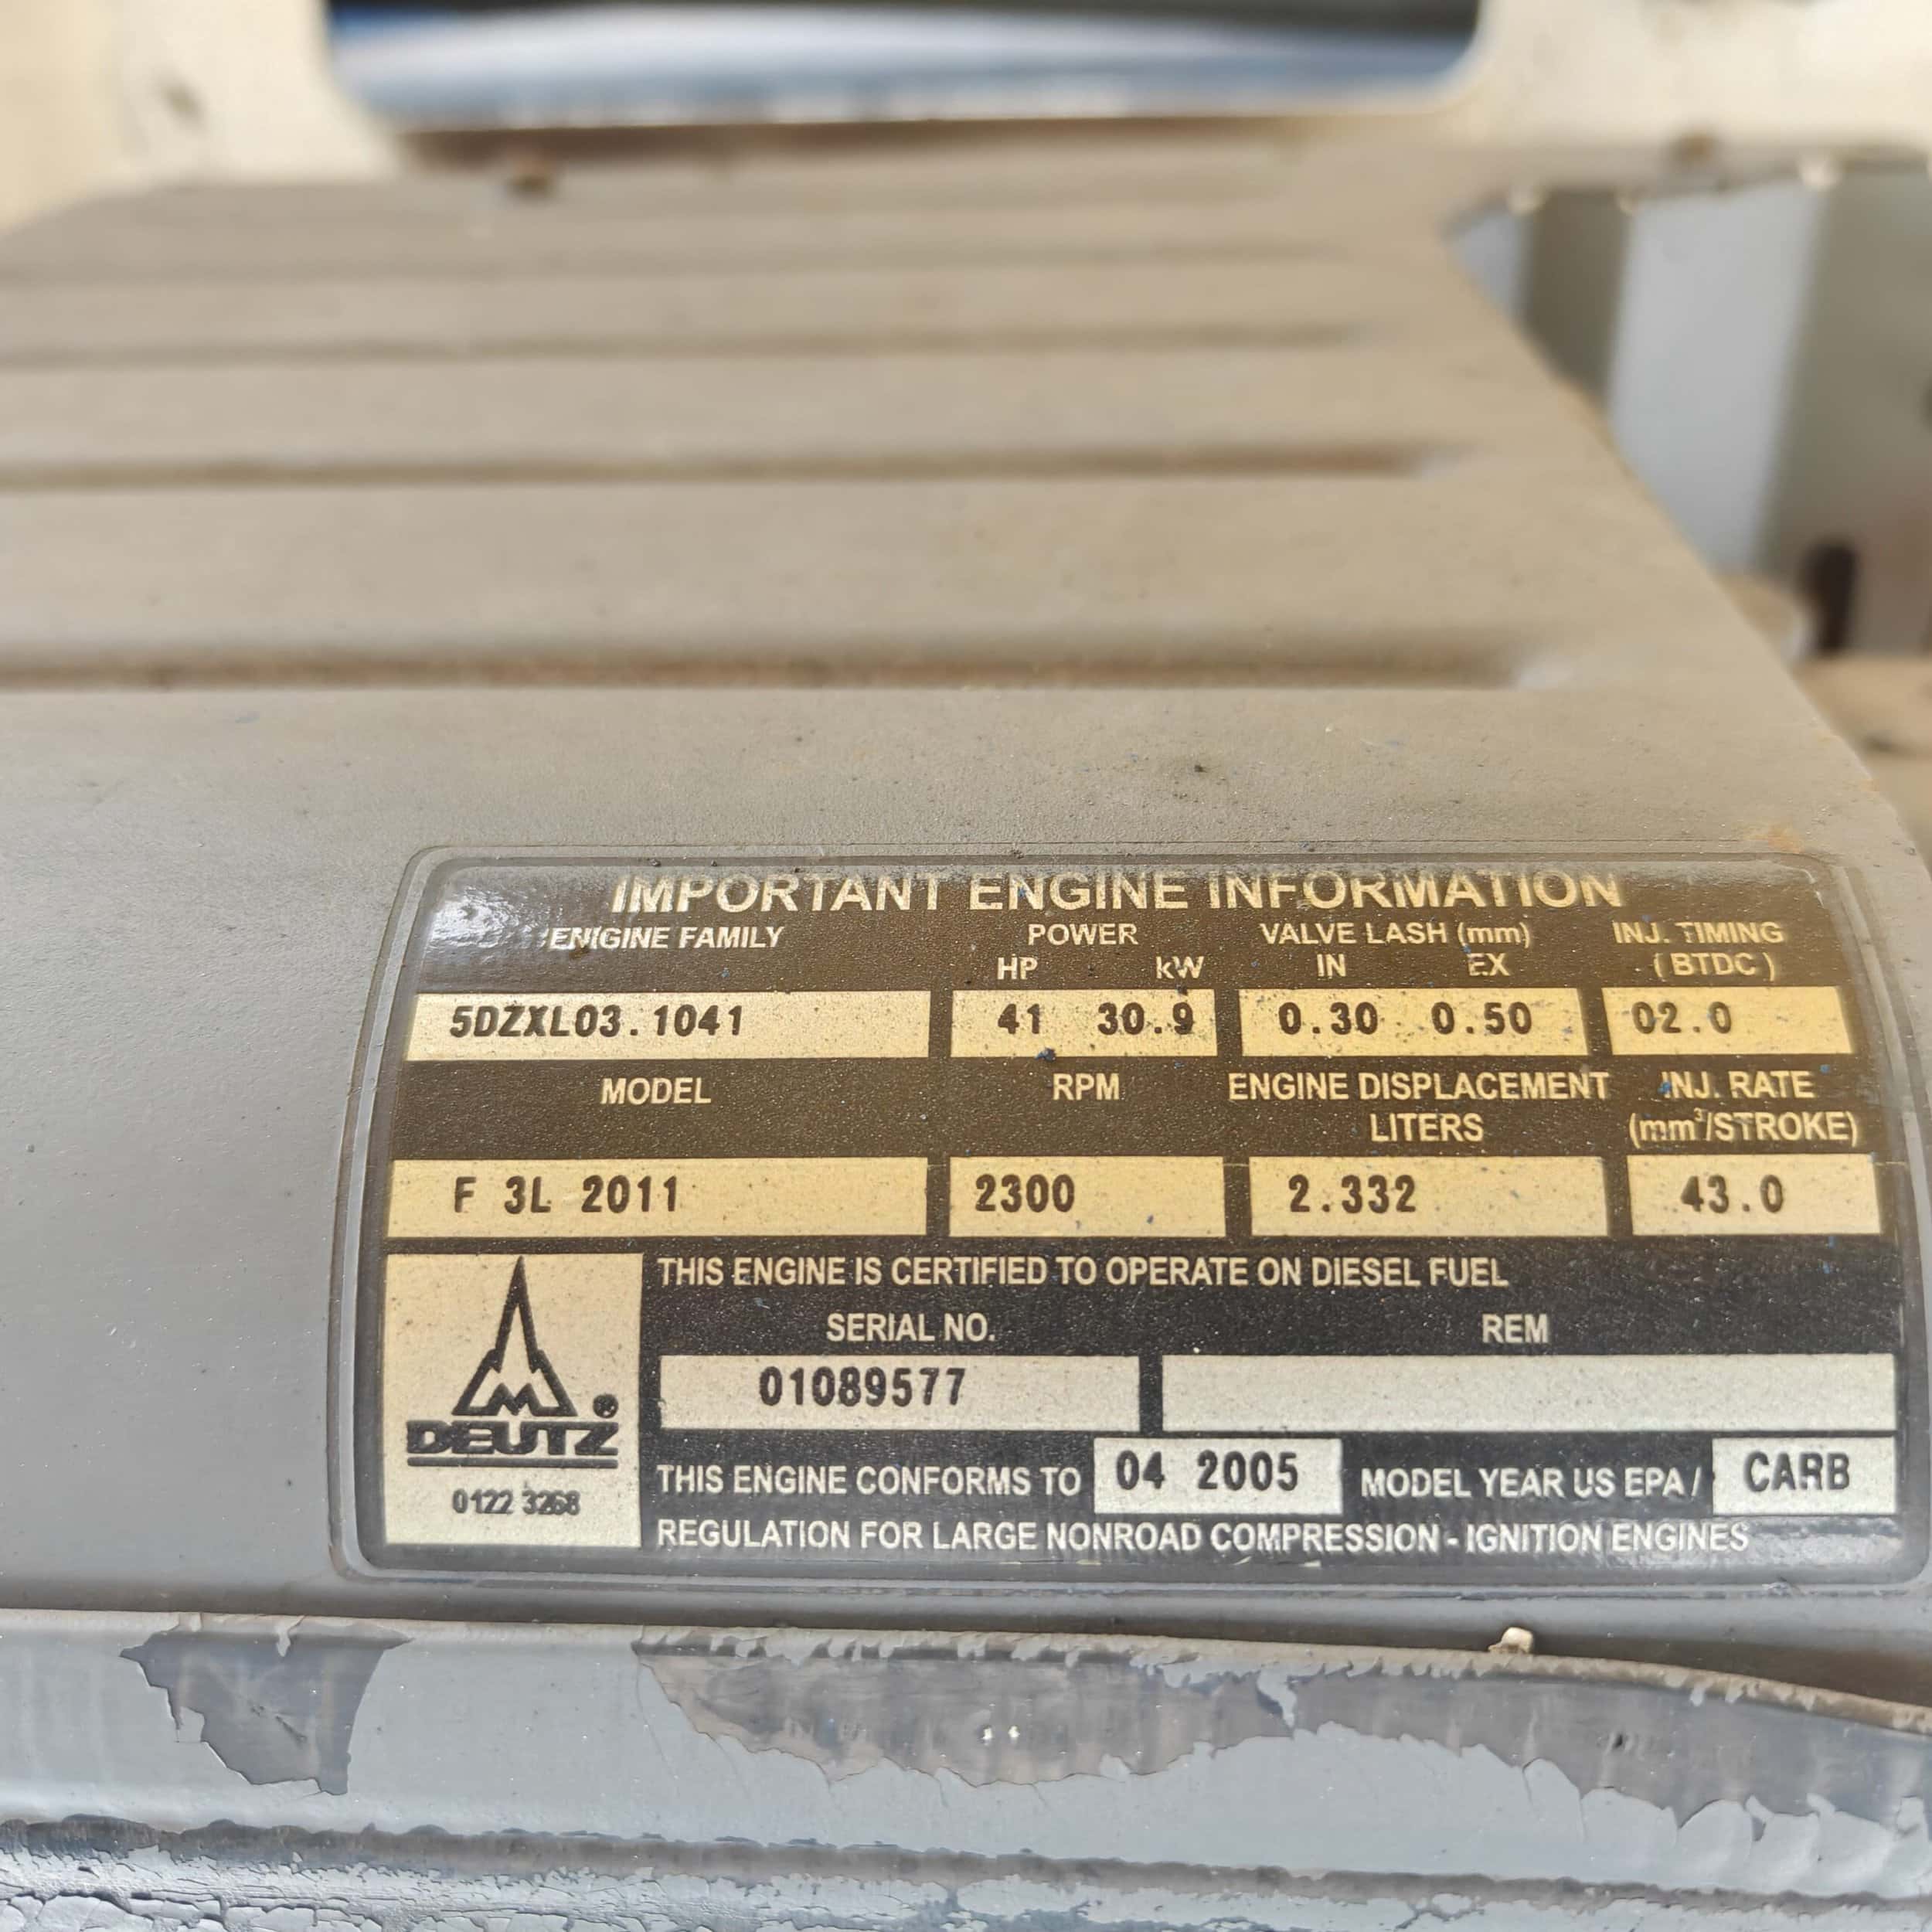 IMPORTANT ENGINE INFORMATION
ENGINE FAMILY POWER VALVE LASH (mm) INJ. TIMING
HP kW IN EX (BTDC)
5DZXL03.1041 41 30.9 0.30 0.50 02.0
MODEL RPM ENGINE DISPLACEMENT INJ. RATE
LITERS (mm³/STROKE)
F 3L 2011 2300 2.332 43.0
THIS ENGINE IS CERTIFIED TO OPERATE ON DIESEL FUEL
SERIAL NO. REM
01089577
DEUTZ®
0122 3268
THIS ENGINE CONFORMS TO 04 2005 MODEL YEAR US EPA / CARB
REGULATION FOR LARGE NONROAD COMPRESSION - IGNITION ENGINES